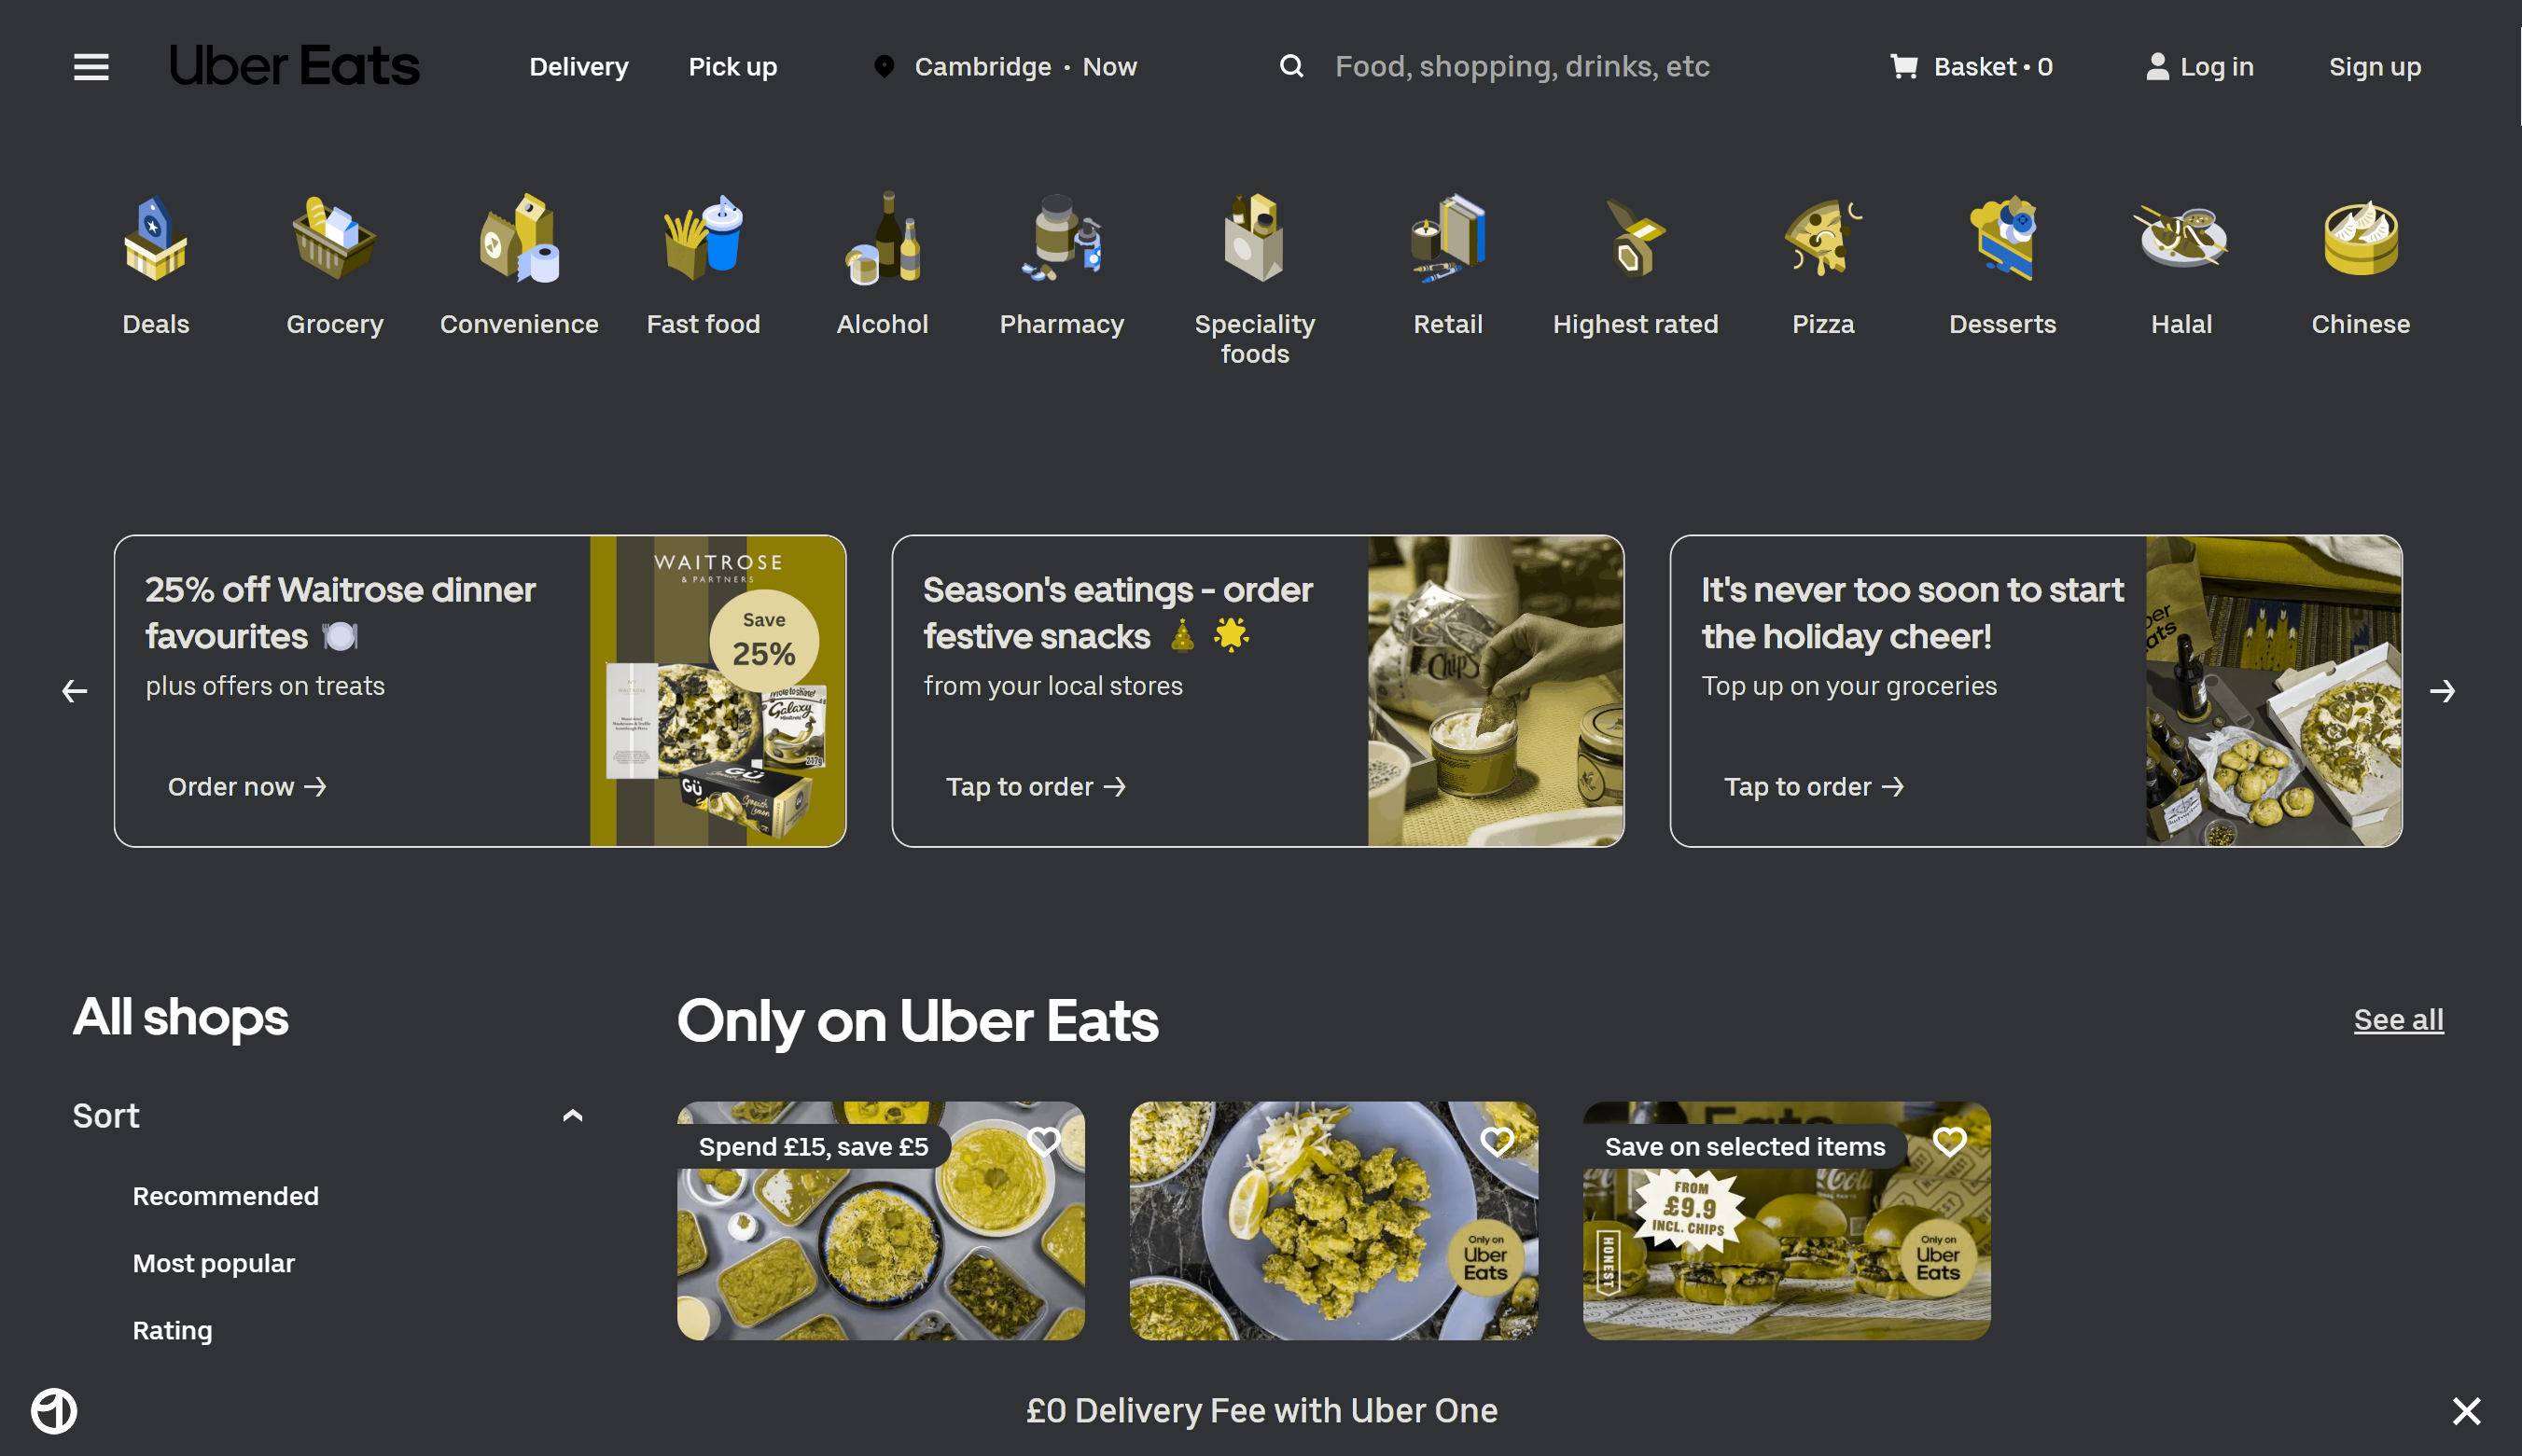 Uber Eats
Delivery
Pick up
Cambridge • Now
Food, shopping, drinks, etc
Basket • 0
Log in
Sign up
Deals
Grocery
Convenience
Fast food
Alcohol
Pharmacy
Speciality
foods
Retail
Highest rated
Pizza
Desserts
Halal
Chinese
25% off Waitrose dinner
favourites
plus offers on treats
Order now →
WAITROSE
& PARTNERS
Save
25%
Galaxy
GÜ
GÜ
Season's eatings - order
festive snacks
from your local stores
Tap to order →
Chips
It's never too soon to start
the holiday cheer!
Top up on your groceries
Tap to order →
All shops
Only on Uber Eats
See all
Sort
Recommended
Most popular
Rating
Spend £15, save £5
Only on
Uber
Eats
Save on selected items
FROM
£9.9
INCL. CHIPS
HONEST
Only on
Uber
Eats
£0 Delivery Fee with Uber One